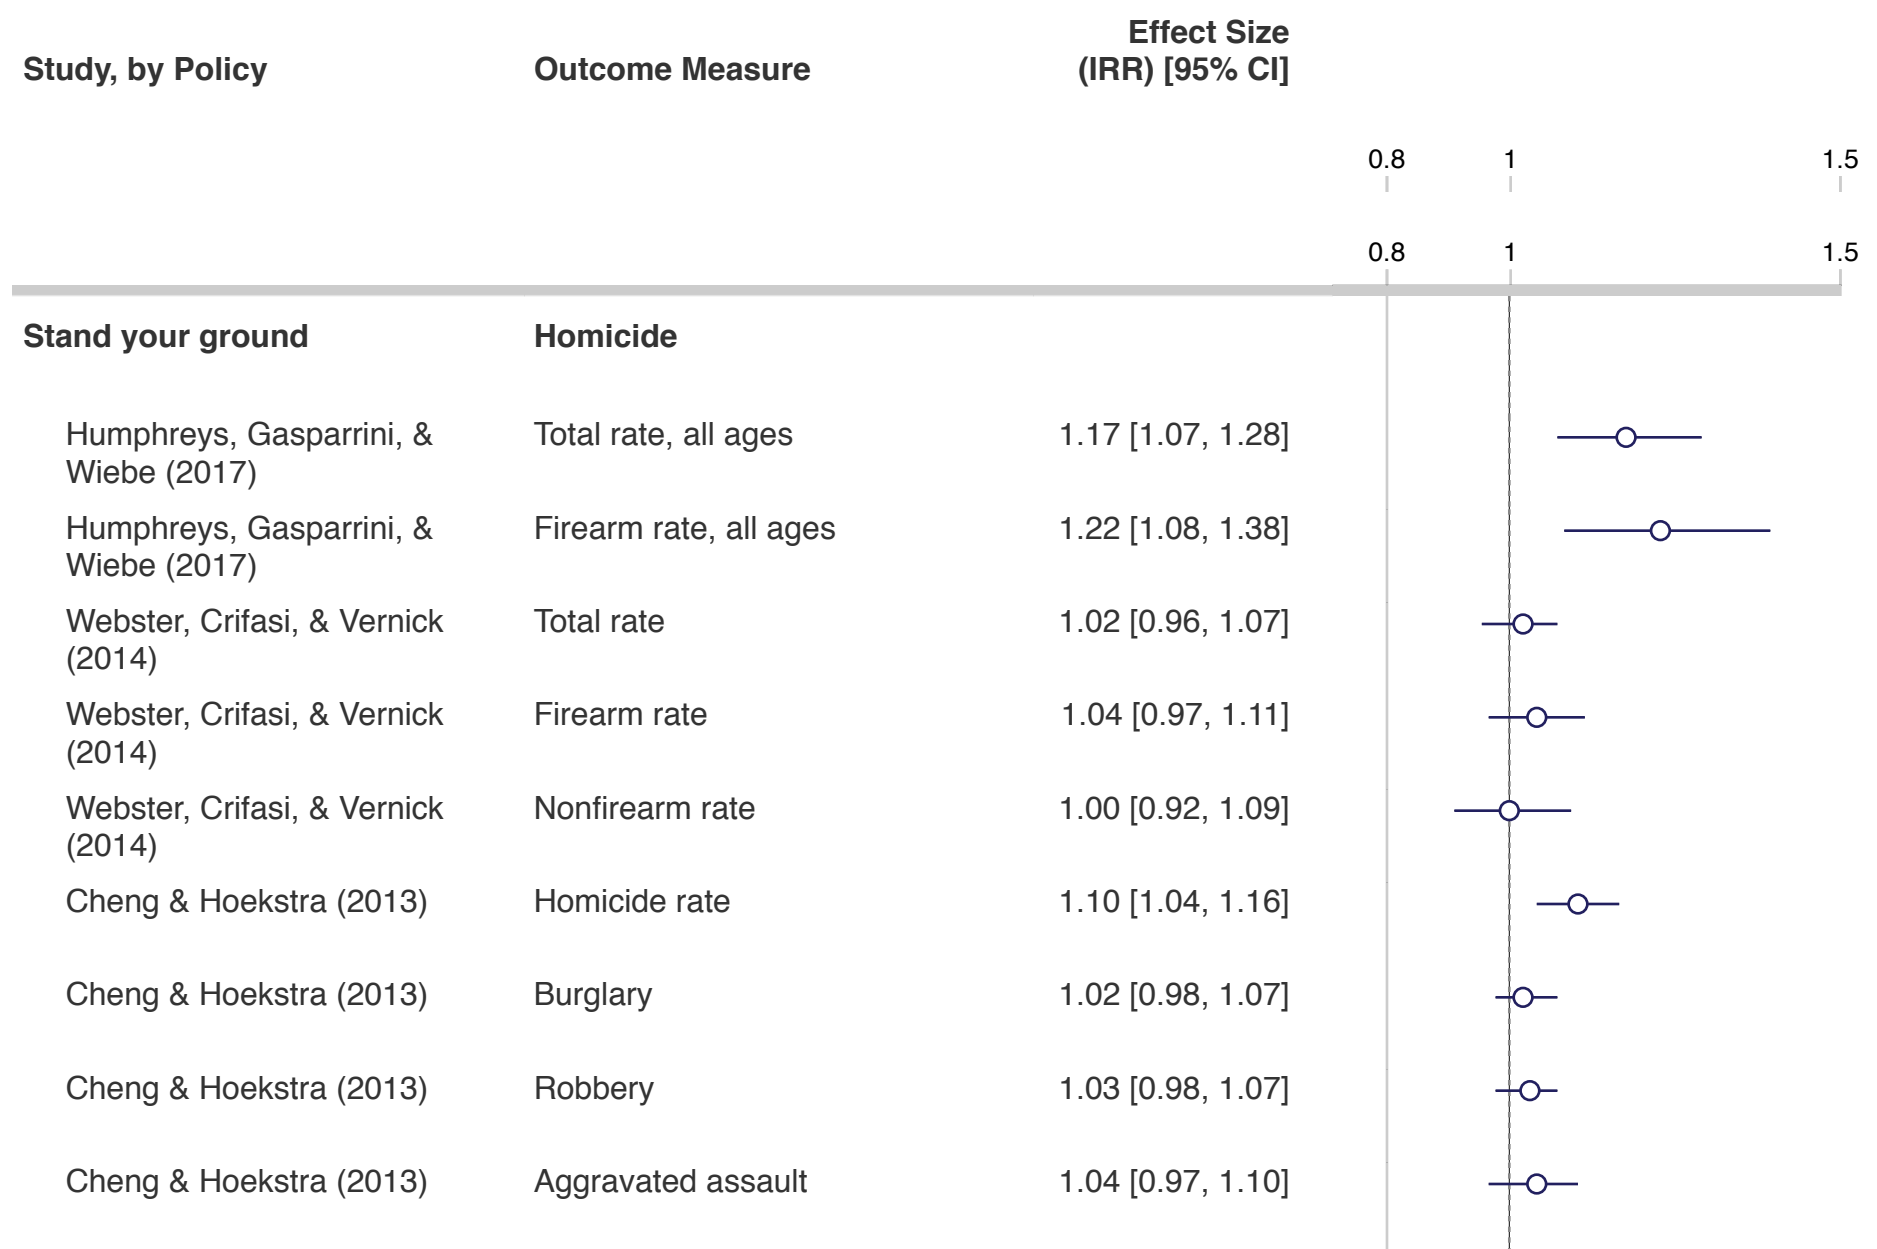 Study, by Policy
Outcome Measure
Effect Size
(IRR) [95% CI]
0.8 1 1.5
0.8 1 1.5
Stand your ground
Homicide
Humphreys, Gasparrini, &
Wiebe (2017)
Total rate, all ages
1.17 [1.07, 1.28]
Humphreys, Gasparrini, &
Wiebe (2017)
Firearm rate, all ages
1.22 [1.08, 1.38]
Webster, Crifasi, & Vernick
(2014)
Total rate
1.02 [0.96, 1.07]
Webster, Crifasi, & Vernick
(2014)
Firearm rate
1.04 [0.97, 1.11]
Webster, Crifasi, & Vernick
(2014)
Nonfirearm rate
1.00 [0.92, 1.09]
Cheng & Hoekstra (2013)
Homicide rate
1.10 [1.04, 1.16]
Cheng & Hoekstra (2013)
Burglary
1.02 [0.98, 1.07]
Cheng & Hoekstra (2013)
Robbery
1.03 [0.98, 1.07]
Cheng & Hoekstra (2013)
Aggravated assault
1.04 [0.97, 1.10]